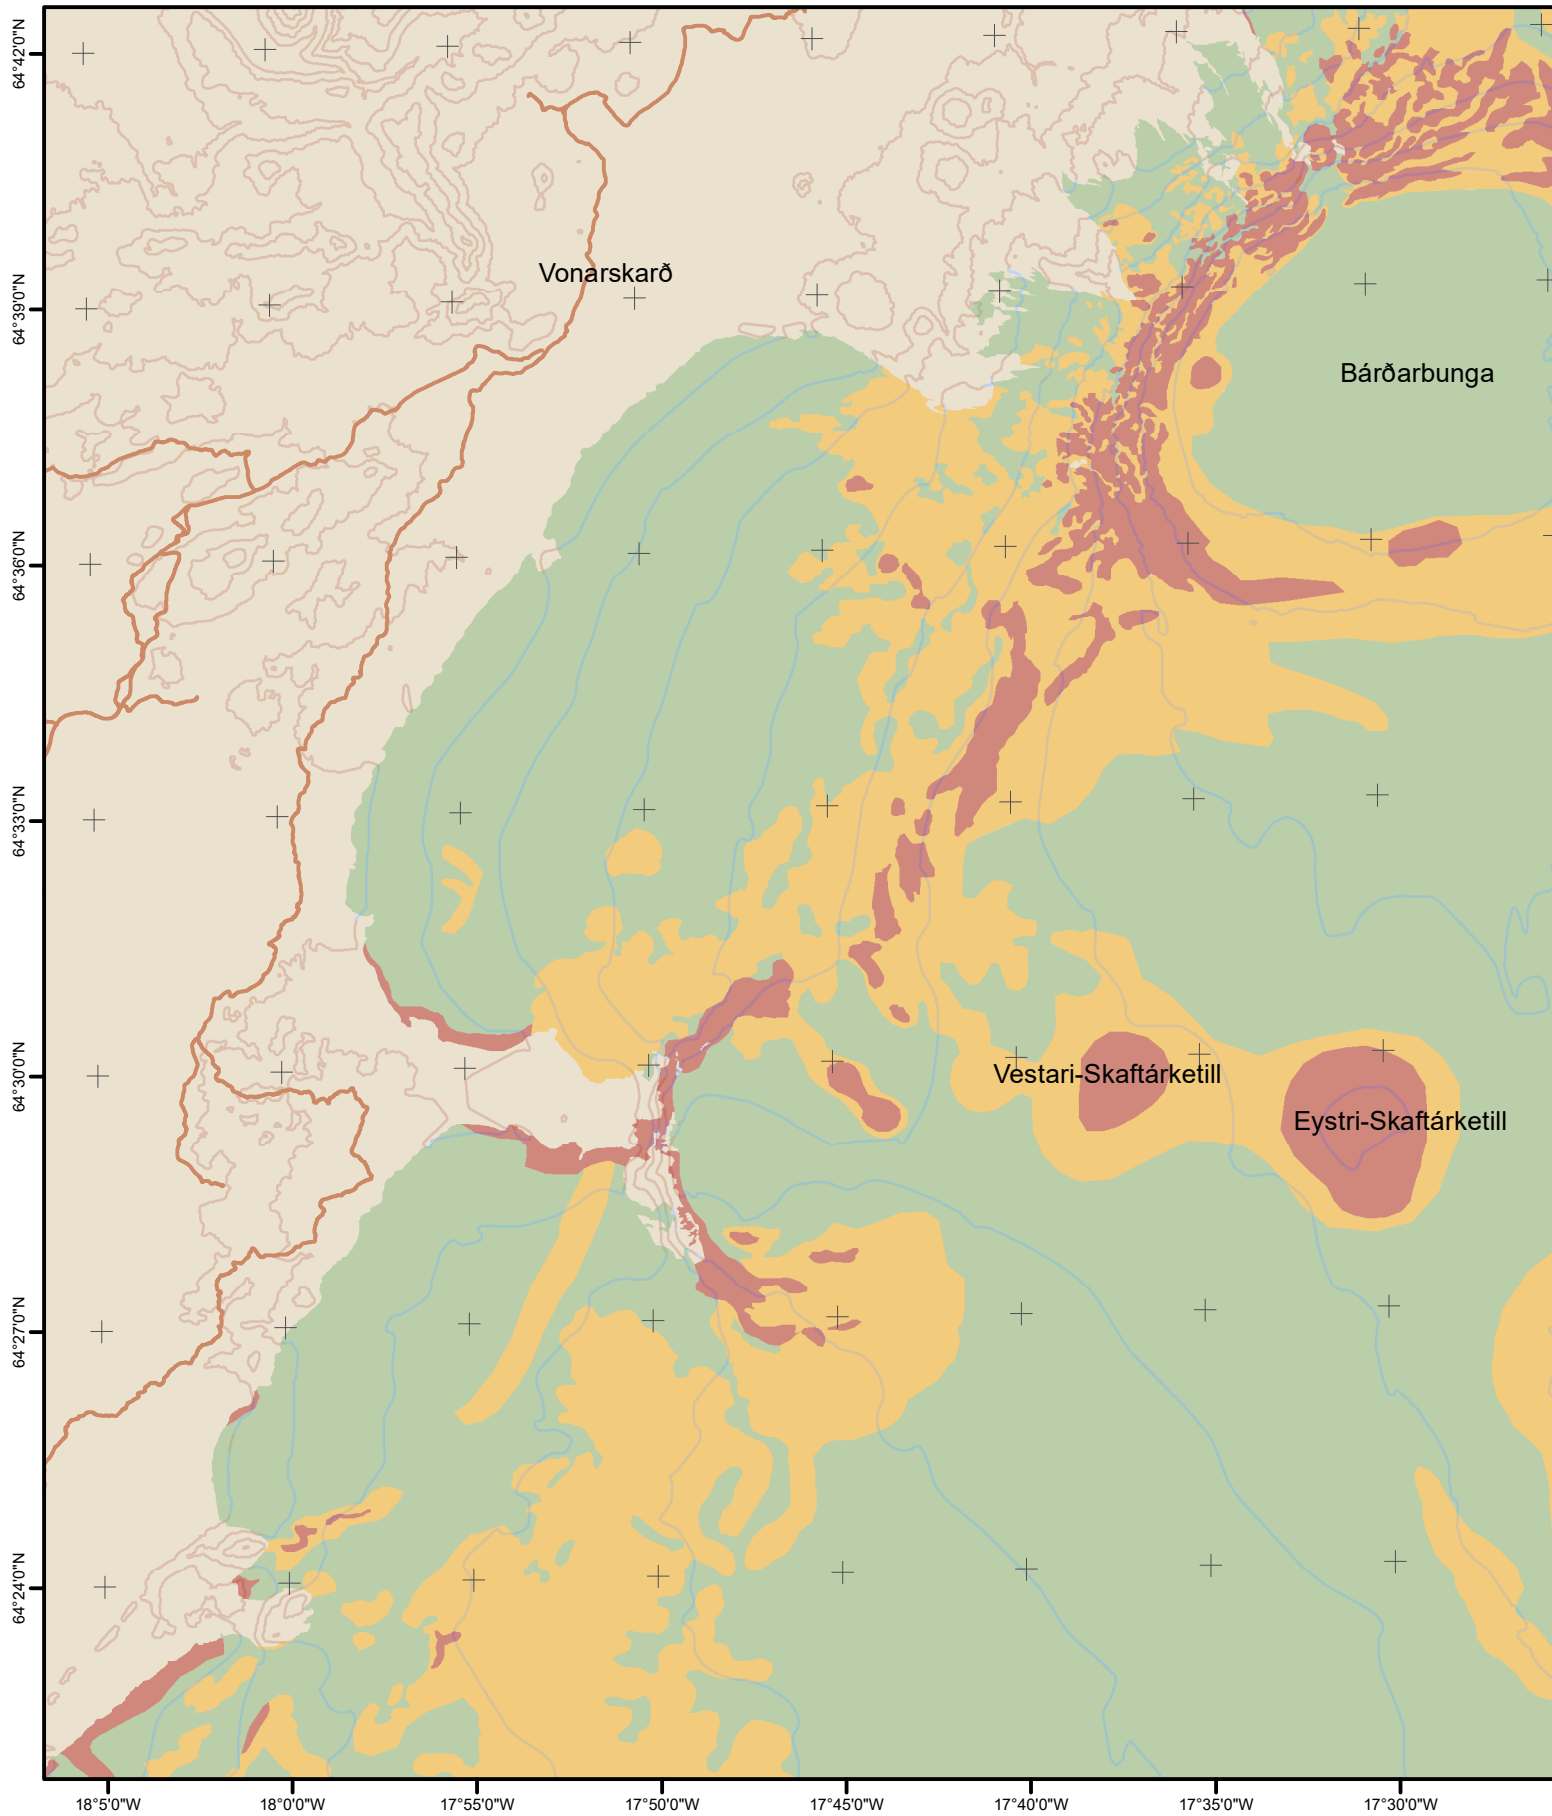 64°42'0"N
Vonarskarð
64°39'0"N
Bárðarbunga
64°36'0"N
64°33'0"N
64°30'0"N
Vestari-Skaftárketill
Eystri-Skaftárketill
64°27'0"N
64°24'0"N
18°5'0"W 18°0'0"W 17°55'0"W 17°50'0"W 17°45'0"W 17°40'0"W 17°35'0"W 17°30'0"W